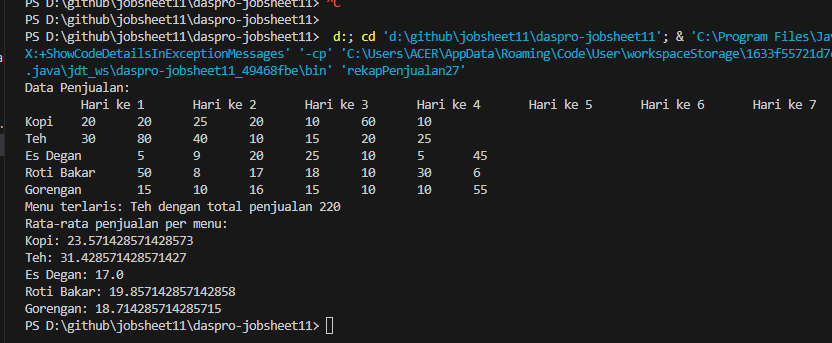 PS D:\github\jobsheet11\daspro-jobsheet11> ^C
PS D:\github\jobsheet11\daspro-jobsheet11>
PS D:\github\jobsheet11\daspro-jobsheet11>  d:; cd 'd:\github\jobsheet11\daspro-jobsheet11'; & 'C:\Program Files\Jav
X:+ShowCodeDetailsInExceptionMessages' '-cp' 'C:\Users\ACER\AppData\Roaming\Code\User\workspaceStorage\1633f55721d7
.java\jdt_ws\daspro-jobsheet11_49468fbe\bin' 'rekapPenjualan27'
Data Penjualan:
Hari ke 1 Hari ke 2 Hari ke 3 Hari ke 4 Hari ke 5 Hari ke 6 Hari ke 7
Kopi 20 20 25 20 10 60 10
Teh 30 80 40 10 15 20 25
Es Degan 5 9 20 25 10 5 45
Roti Bakar 50 8 17 18 10 30 6
Gorengan 15 10 16 15 10 10 55
Menu terlaris: Teh dengan total penjualan 220
Rata-rata penjualan per menu:
Kopi: 23.571428571428573
Teh: 31.428571428571427
Es Degan: 17.0
Roti Bakar: 19.857142857142858
Gorengan: 18.714285714285715
PS D:\github\jobsheet11\daspro-jobsheet11>